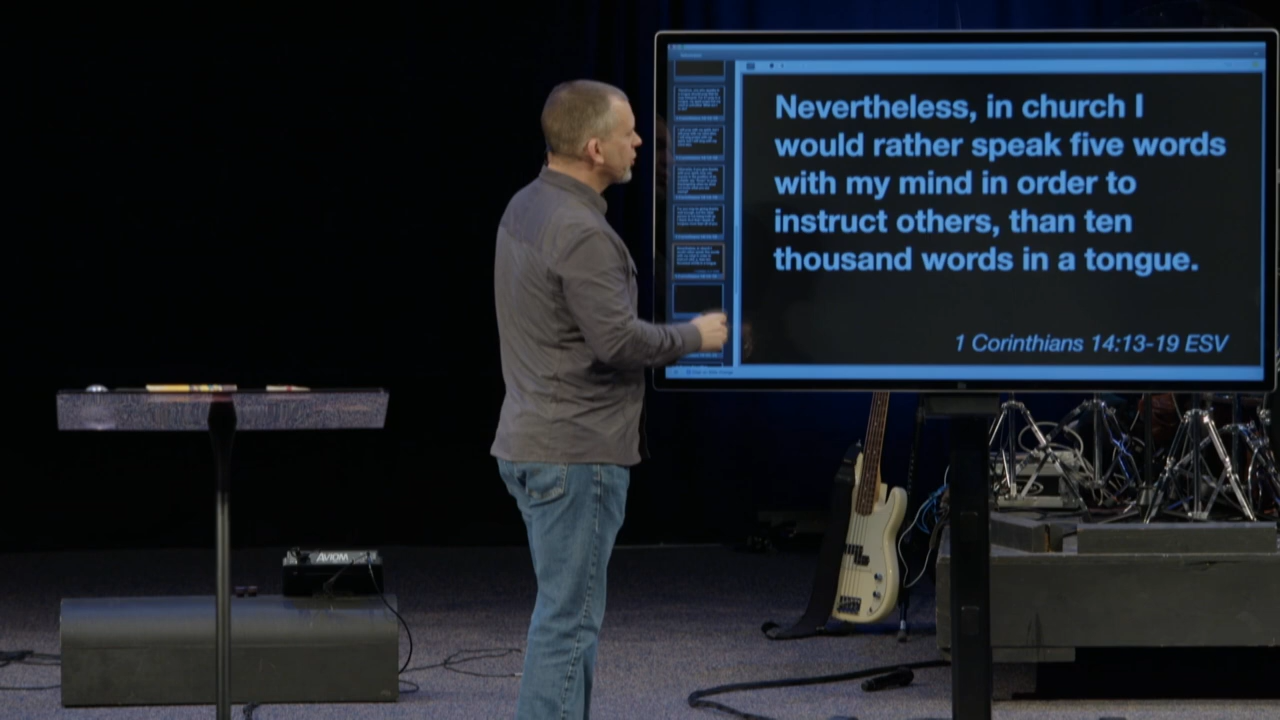 Nevertheless, in church I
would rather speak five words
with my mind in order to
instruct others, than ten
thousand words in a tongue.
1 Corinthians 14:13-19 ESV
AVIOM